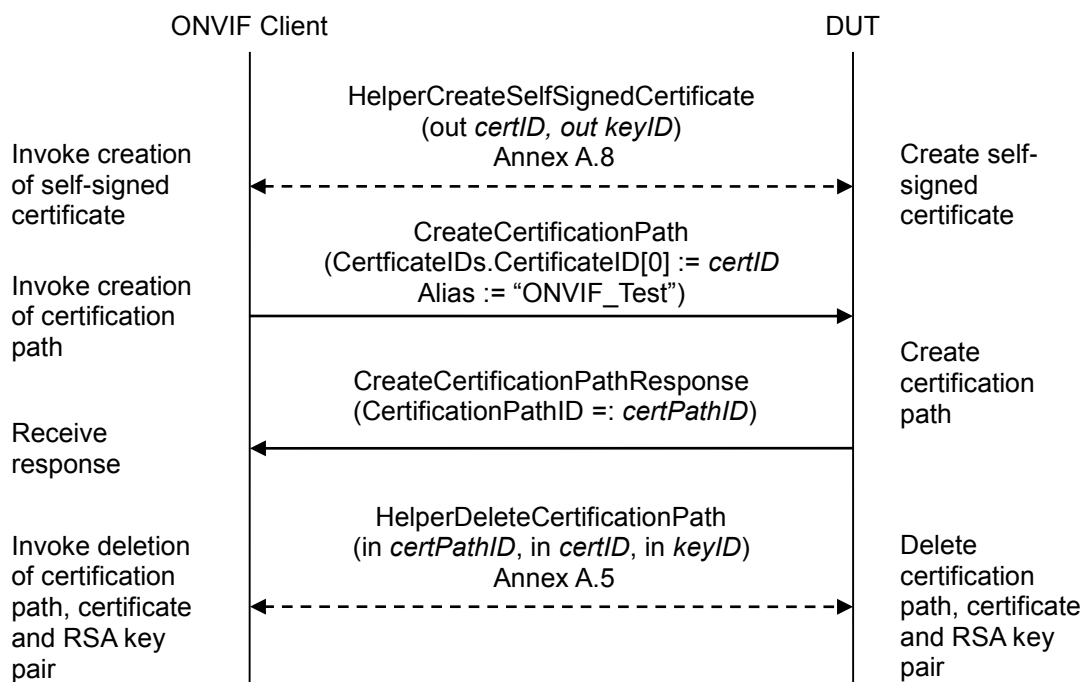 ONVIF Client
DUT
HelperCreateSelfSignedCertificate
(out certID, out keyID)
Annex A.8
Invoke creation
of self-signed
certificate
Create self-
signed
certificate
CreateCertificationPath
(CertficateIDs.CertificateID[0] := certID
Alias := “ONVIF_Test”)
Invoke creation
of certification
path
Create
certification
path
CreateCertificationPathResponse
(CertificationPathID =: certPathID)
Receive
response
HelperDeleteCertificationPath
(in certPathID, in certID, in keyID)
Annex A.5
Invoke deletion
of certification
path, certificate
and RSA key
pair
Delete
certification
path, certificate
and RSA key
pair